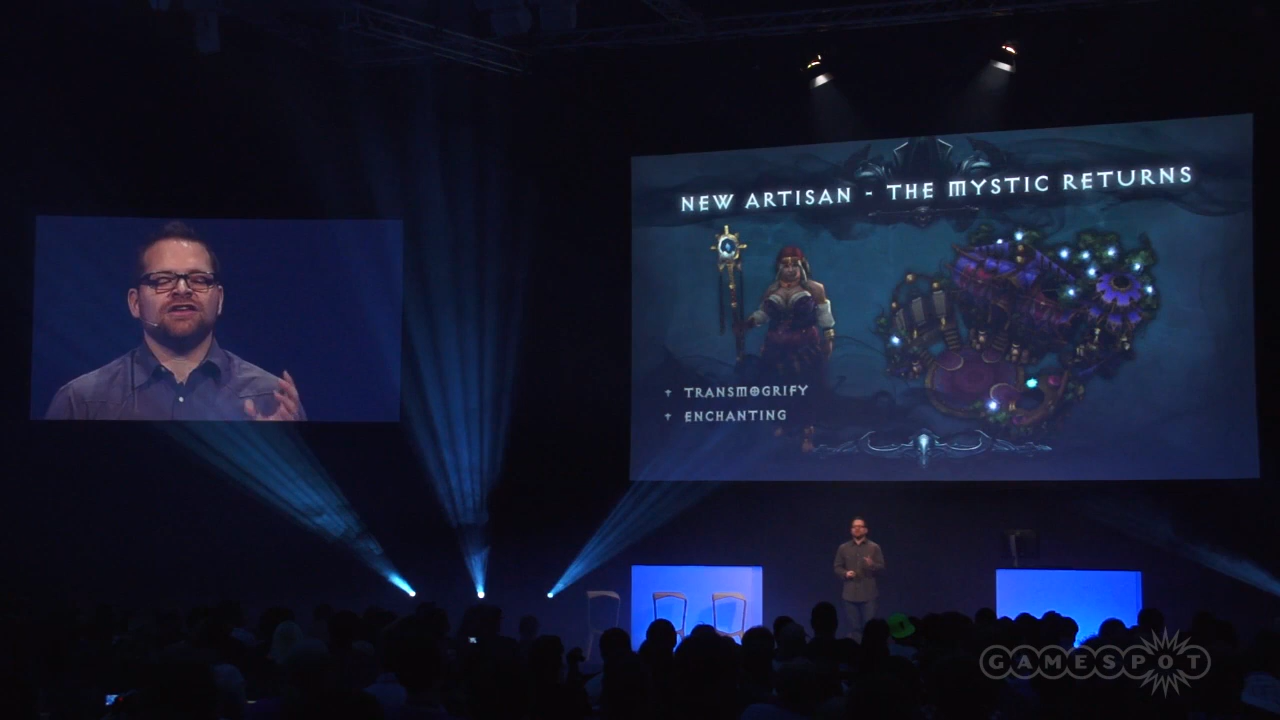 NEW ARTISAN - THE MYSTIC RETURNS
† TRANSMOGRIFY
† ENCHANTING
GAMESPOT